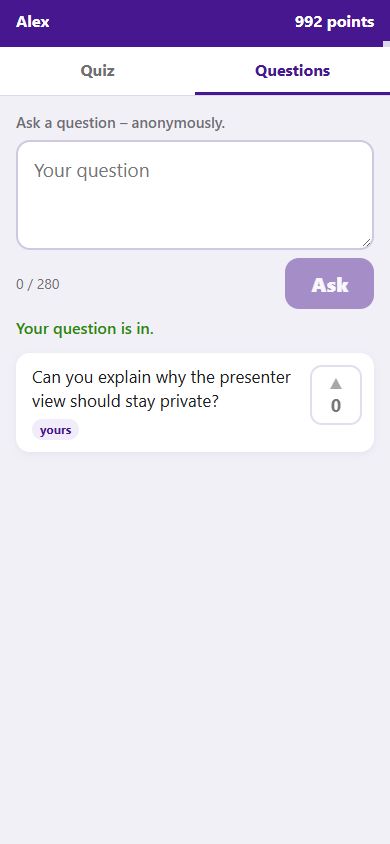 Alex
992 points
Quiz
Questions
Ask a question – anonymously.
Your question
0 / 280
Ask
Your question is in.
Can you explain why the presenter
view should stay private?
yours
▲
0